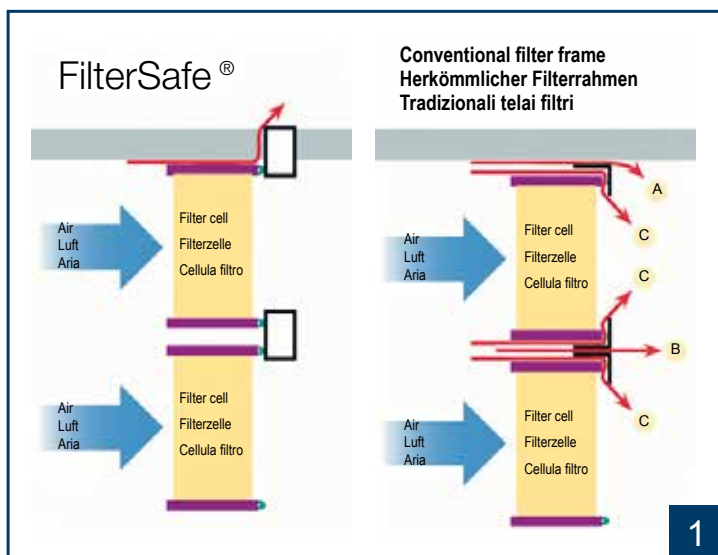 FilterSafe ®
Air
Luft
Aria
Filter cell
Filterzelle
Cellula filtro
Air
Luft
Aria
Filter cell
Filterzelle
Cellula filtro
Conventional filter frame
Herkömmlicher Filterrahmen
Tradizionali telai filtri
A
C
Air
Luft
Aria
Filter cell
Filterzelle
Cellula filtro
C
B
C
Air
Luft
Aria
Filter cell
Filterzelle
Cellula filtro
1